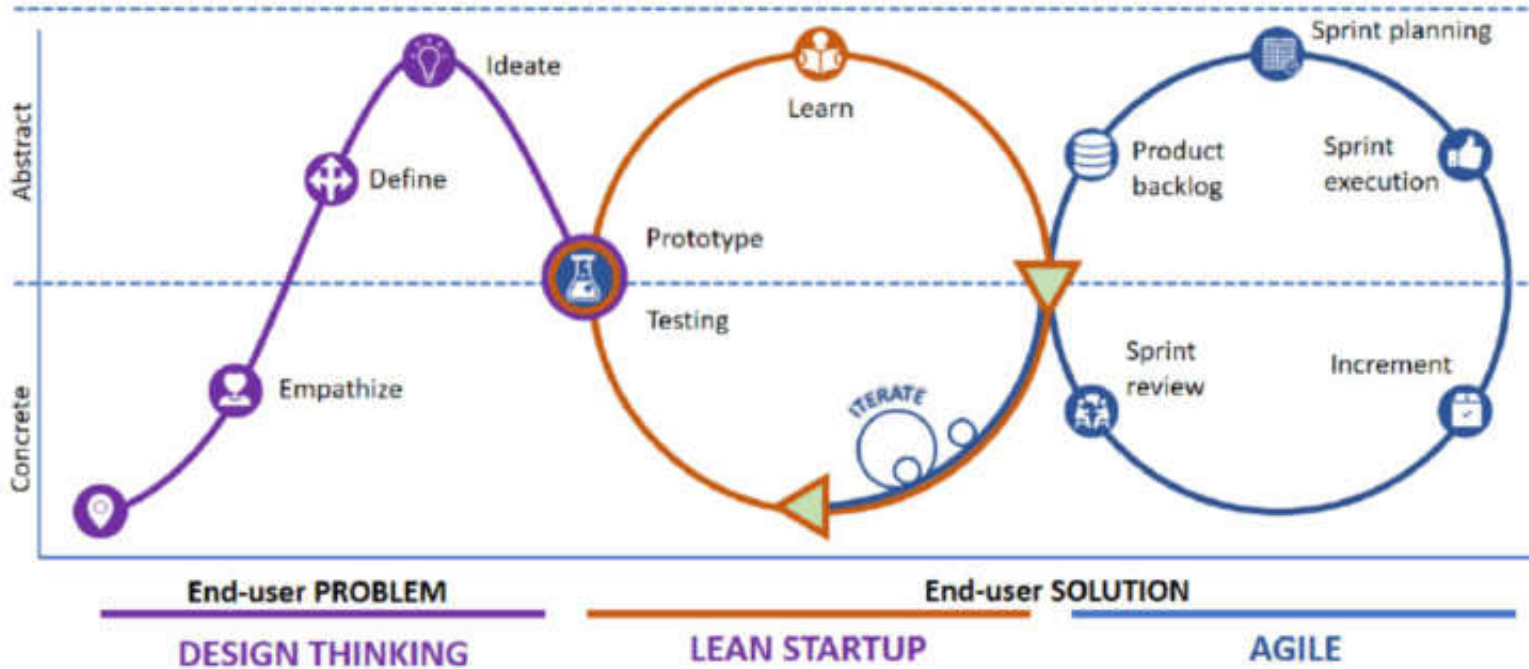 Abstract
Concrete
Ideate
Define
Empathize
Prototype
Testing
Learn
ITERATE
Sprint planning
Product
backlog
Sprint
execution
Sprint
review
Increment
End-user PROBLEM
End-user SOLUTION
DESIGN THINKING
LEAN STARTUP
AGILE